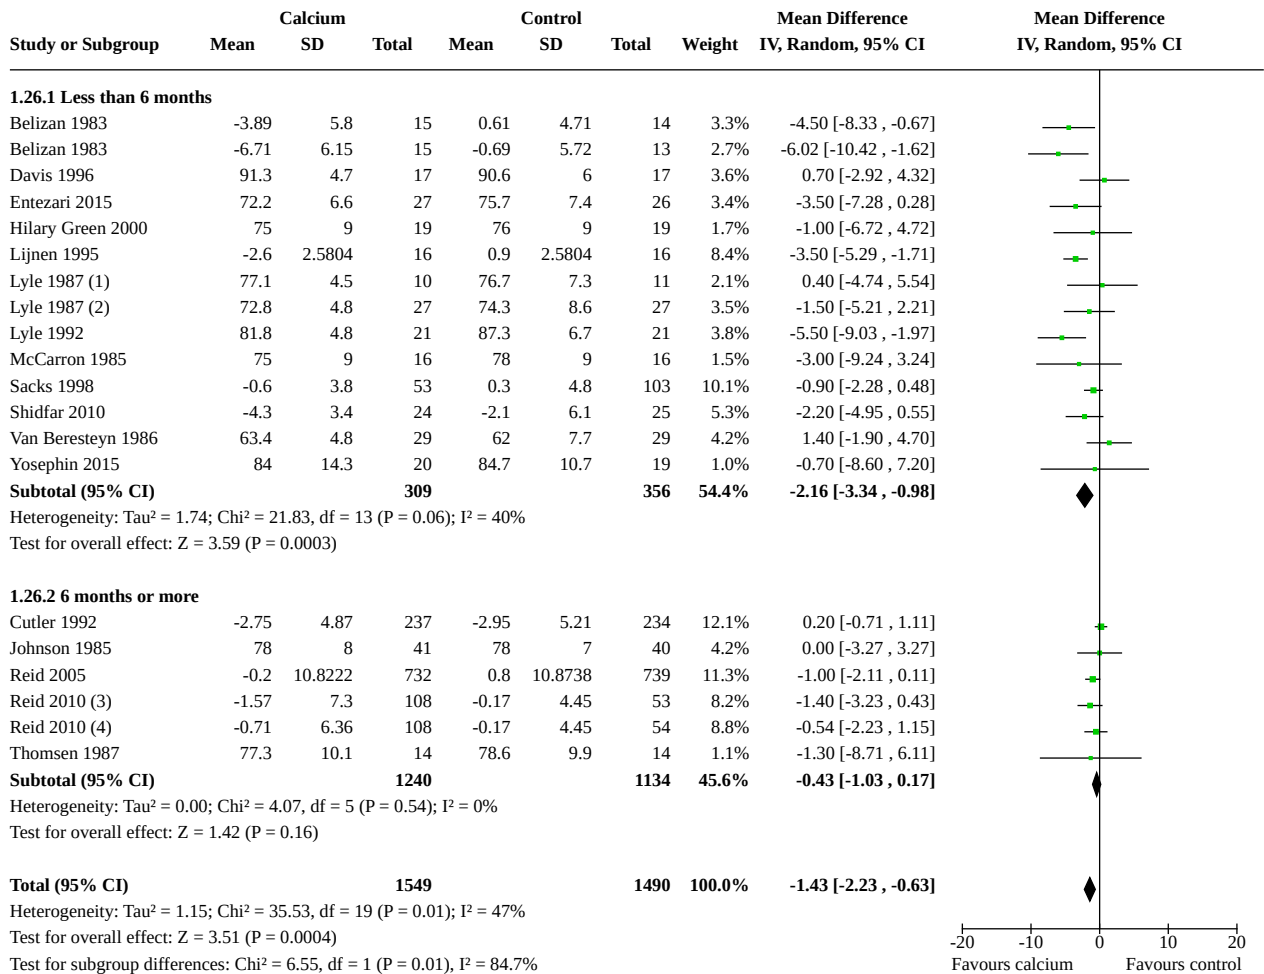 Calcium Control Mean Difference Mean Difference
Study or Subgroup Mean SD Total Mean SD Total Weight IV, Random, 95% CI IV, Random, 95% CI
1.26.1 Less than 6 months
Belizan 1983 -3.89 5.8 15 0.61 4.71 14 3.3% -4.50 [-8.33 , -0.67]
Belizan 1983 -6.71 6.15 15 -0.69 5.72 13 2.7% -6.02 [-10.42 , -1.62]
Davis 1996 91.3 4.7 17 90.6 6 17 3.6% 0.70 [-2.92 , 4.32]
Entezari 2015 72.2 6.6 27 75.7 7.4 26 3.4% -3.50 [-7.28 , 0.28]
Hilary Green 2000 75 9 19 76 9 19 1.7% -1.00 [-6.72 , 4.72]
Lijnen 1995 -2.6 2.5804 16 0.9 2.5804 16 8.4% -3.50 [-5.29 , -1.71]
Lyle 1987 (1) 77.1 4.5 10 76.7 7.3 11 2.1% 0.40 [-4.74 , 5.54]
Lyle 1987 (2) 72.8 4.8 27 74.3 8.6 27 3.5% -1.50 [-5.21 , 2.21]
Lyle 1992 81.8 4.8 21 87.3 6.7 21 3.8% -5.50 [-9.03 , -1.97]
McCarron 1985 75 9 16 78 9 16 1.5% -3.00 [-9.24 , 3.24]
Sacks 1998 -0.6 3.8 53 0.3 4.8 103 10.1% -0.90 [-2.28 , 0.48]
Shidfar 2010 -4.3 3.4 24 -2.1 6.1 25 5.3% -2.20 [-4.95 , 0.55]
Van Beresteyn 1986 63.4 4.8 29 62 7.7 29 4.2% 1.40 [-1.90 , 4.70]
Yosephin 2015 84 14.3 20 84.7 10.7 19 1.0% -0.70 [-8.60 , 7.20]
Subtotal (95% CI) 309 356 54.4% -2.16 [-3.34 , -0.98]
Heterogeneity: Tau² = 1.74; Chi² = 21.83, df = 13 (P = 0.06); I² = 40%
Test for overall effect: Z = 3.59 (P = 0.0003)
1.26.2 6 months or more
Cutler 1992 -2.75 4.87 237 -2.95 5.21 234 12.1% 0.20 [-0.71 , 1.11]
Johnson 1985 78 8 41 78 7 40 4.2% 0.00 [-3.27 , 3.27]
Reid 2005 -0.2 10.8222 732 0.8 10.8738 739 11.3% -1.00 [-2.11 , 0.11]
Reid 2010 (3) -1.57 7.3 108 -0.17 4.45 53 8.2% -1.40 [-3.23 , 0.43]
Reid 2010 (4) -0.71 6.36 108 -0.17 4.45 54 8.8% -0.54 [-2.23 , 1.15]
Thomsen 1987 77.3 10.1 14 78.6 9.9 14 1.1% -1.30 [-8.71 , 6.11]
Subtotal (95% CI) 1240 1134 45.6% -0.43 [-1.03 , 0.17]
Heterogeneity: Tau² = 0.00; Chi² = 4.07, df = 5 (P = 0.54); I² = 0%
Test for overall effect: Z = 1.42 (P = 0.16)
Total (95% CI) 1549 1490 100.0% -1.43 [-2.23 , -0.63]
Heterogeneity: Tau² = 1.15; Chi² = 35.53, df = 19 (P = 0.01); I² = 47%
Test for overall effect: Z = 3.51 (P = 0.0004)
Test for subgroup differences: Chi² = 6.55, df = 1 (P = 0.01), I² = 84.7%
-20 -10 0 10 20
Favours calcium Favours control